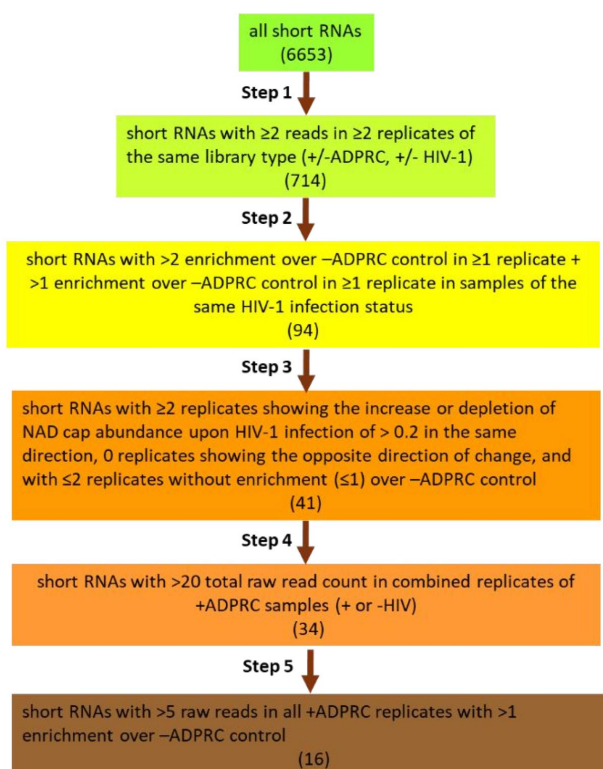 all short RNAs
(6653)
Step 1
short RNAs with ≥2 reads in ≥2 replicates of
the same library type (+/-ADPRC, +/- HIV-1)
(714)
Step 2
short RNAs with >2 enrichment over –ADPRC control in ≥1 replicate +
>1 enrichment over –ADPRC control in ≥1 replicate in samples of the
same HIV-1 infection status
(94)
Step 3
short RNAs with ≥2 replicates showing the increase or depletion of
NAD cap abundance upon HIV-1 infection of > 0.2 in the same
direction, 0 replicates showing the opposite direction of change, and
with ≤2 replicates without enrichment (≤1) over –ADPRC control
(41)
Step 4
short RNAs with >20 total raw read count in combined replicates of
+ADPRC samples (+ or -HIV)
(34)
Step 5
short RNAs with >5 raw reads in all +ADPRC replicates with >1
enrichment over –ADPRC control
(16)